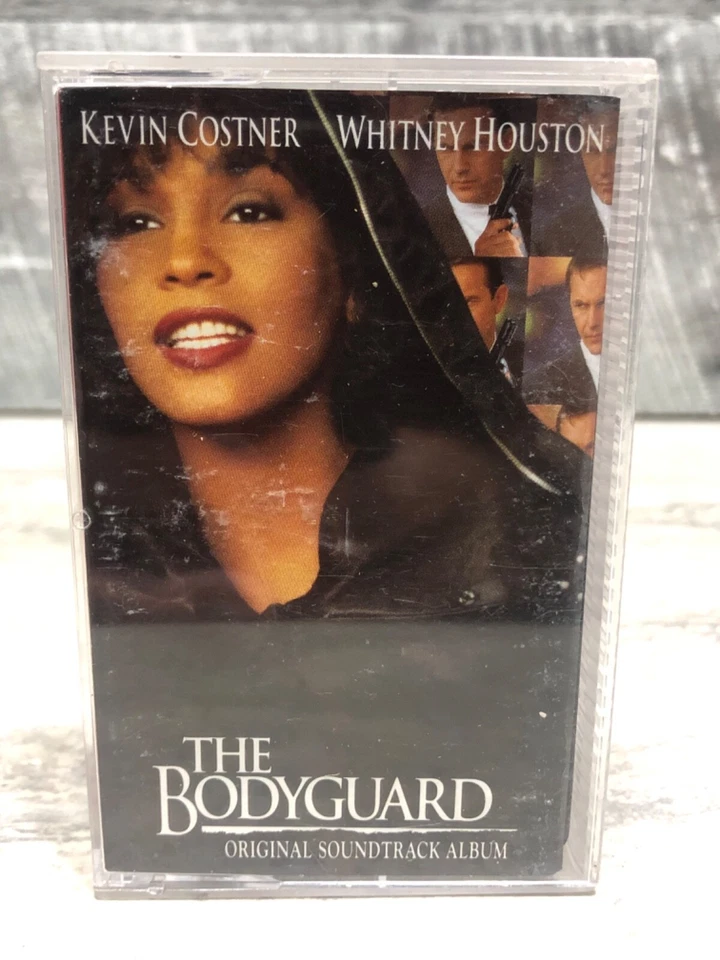 KEVIN COSTNER WHITNEY HOUSTON
THE
BODYGUARD
ORIGINAL SOUNDTRACK ALBUM